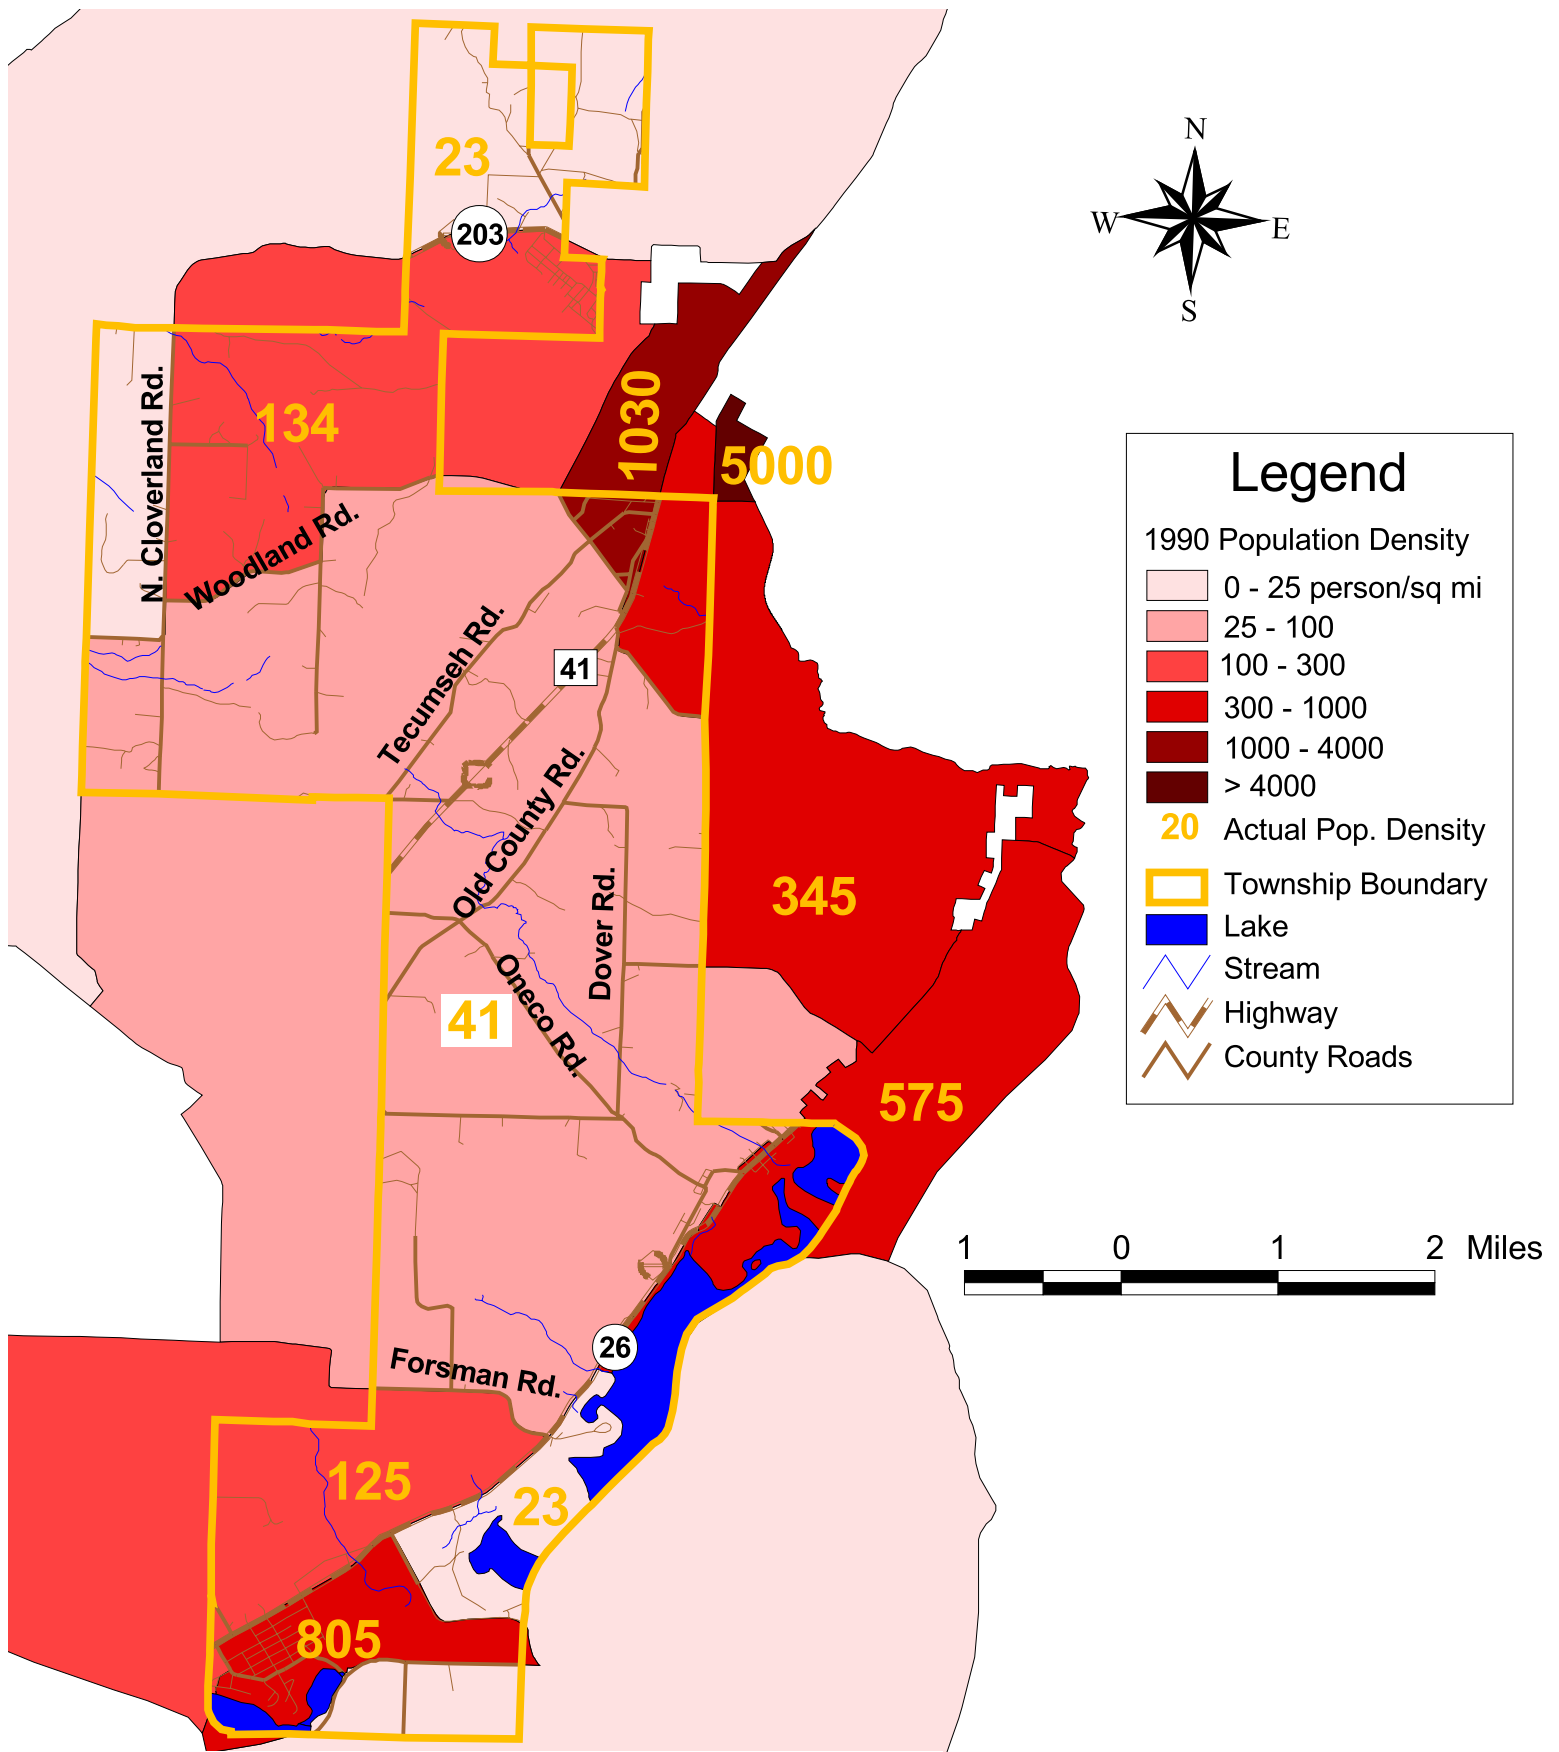 23
203
N
W
E
S
134
1030
5000
N. Cloverland Rd.
Woodland Rd.
Tecumseh Rd.
41
Old County Rd.
345
Dover Rd.
Oneco Rd.
41
575
26
Forsman Rd.
125
23
805
Legend
1990 Population Density
0 - 25 person/sq mi
25 - 100
100 - 300
300 - 1000
1000 - 4000
> 4000
20 Actual Pop. Density
Township Boundary
Lake
Stream
Highway
County Roads
1 0 1 2 Miles